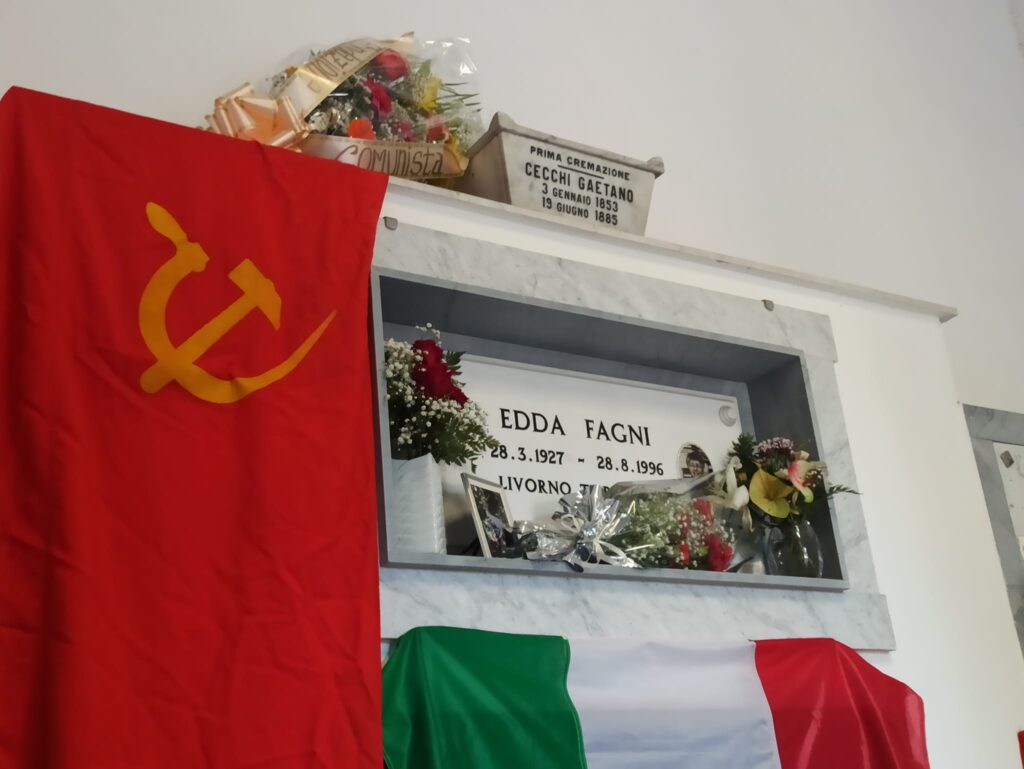 Comunista
PRIMA CREMAZIONE
CECCHI GAETANO
3 GENNAIO 1853
19 GIUGNO 1885
EDDA FAGNI
28.3.1927 - 28.8.1996
LIVORNO